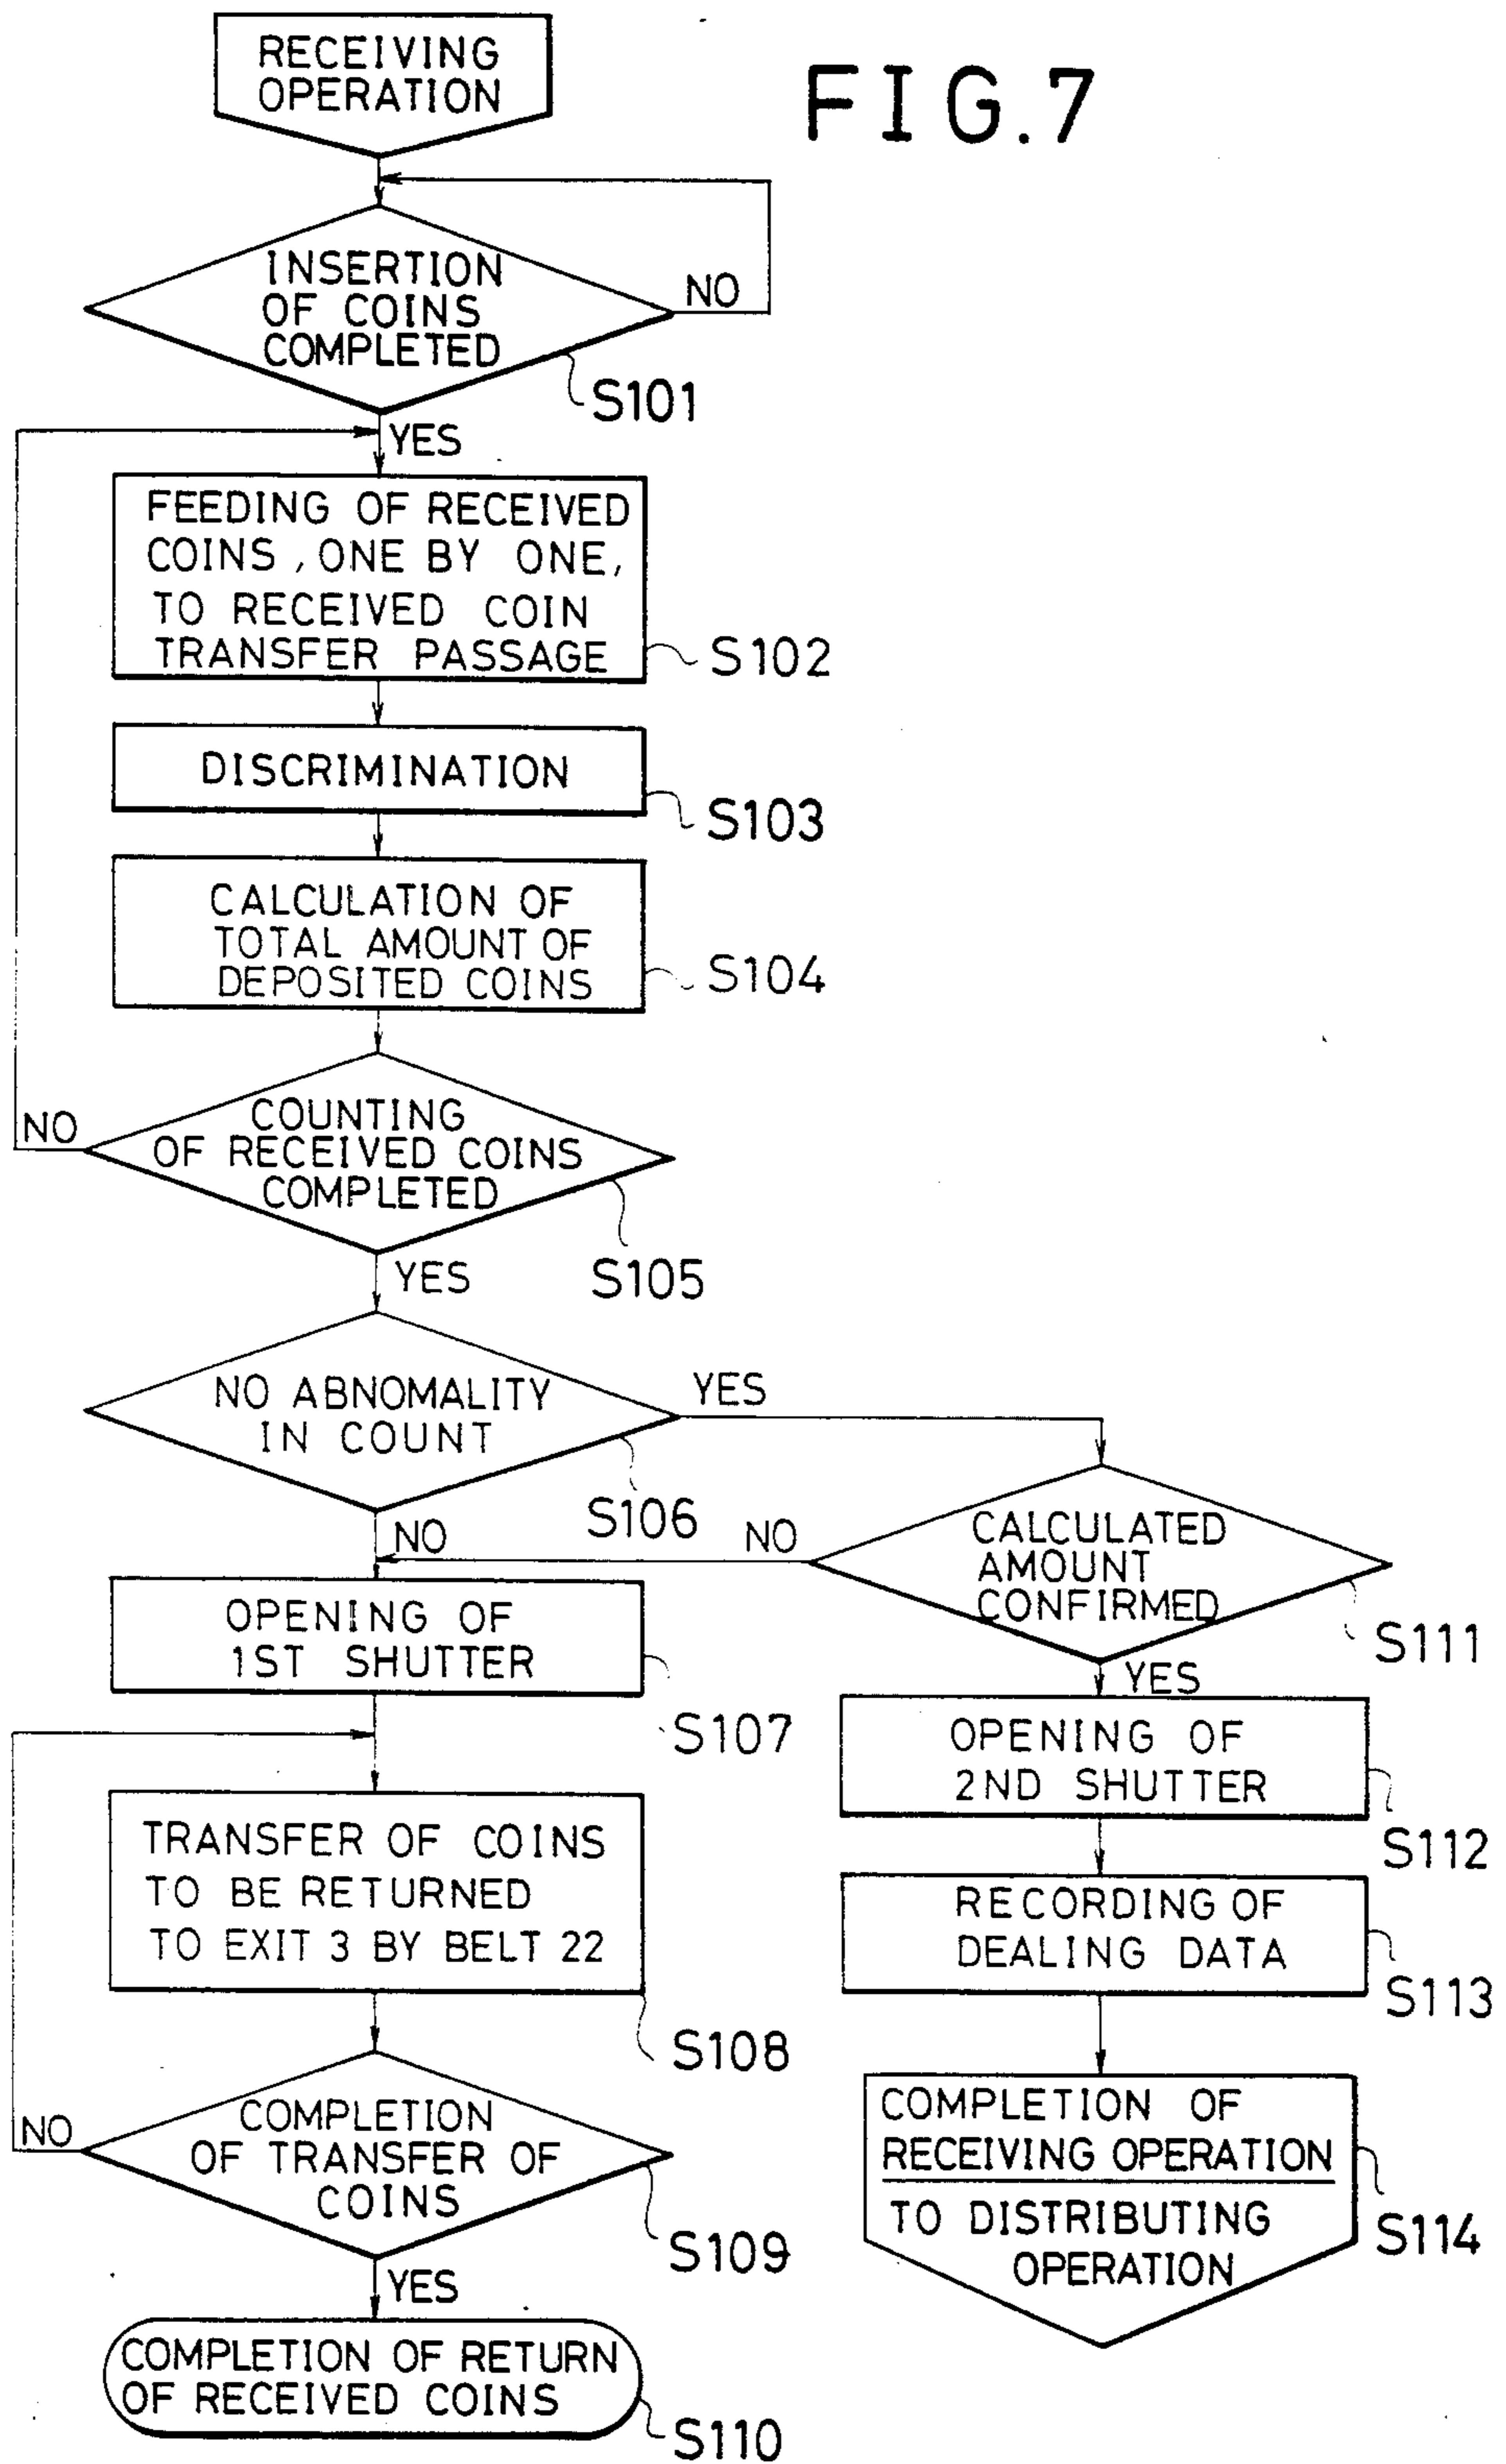 FIG.7
RECEIVING
OPERATION
INSERTION
OF COINS
COMPLETED
NO
S101
YES
FEEDING OF RECEIVED
COINS, ONE BY ONE,
TO RECEIVED COIN
TRANSFER PASSAGE
S102
DISCRIMINATION
S103
CALCULATION OF
TOTAL AMOUNT OF
DEPOSITED COINS
S104
COUNTING
OF RECEIVED COINS
COMPLETED
NO
S105
YES
NO ABNOMALITY
IN COUNT
YES
S106
NO
CALCULATED
AMOUNT
CONFIRMED
NO
S111
YES
OPENING OF
1ST SHUTTER
S107
TRANSFER OF COINS
TO BE RETURNED
TO EXIT 3 BY BELT 22
S108
COMPLETION
OF TRANSFER OF
COINS
NO
S109
YES
COMPLETION OF RETURN
OF RECEIVED COINS
S110
OPENING OF
2ND SHUTTER
S112
RECORDING OF
DEALING DATA
S113
COMPLETION OF
RECEIVING OPERATION
TO DISTRIBUTING
OPERATION
S114